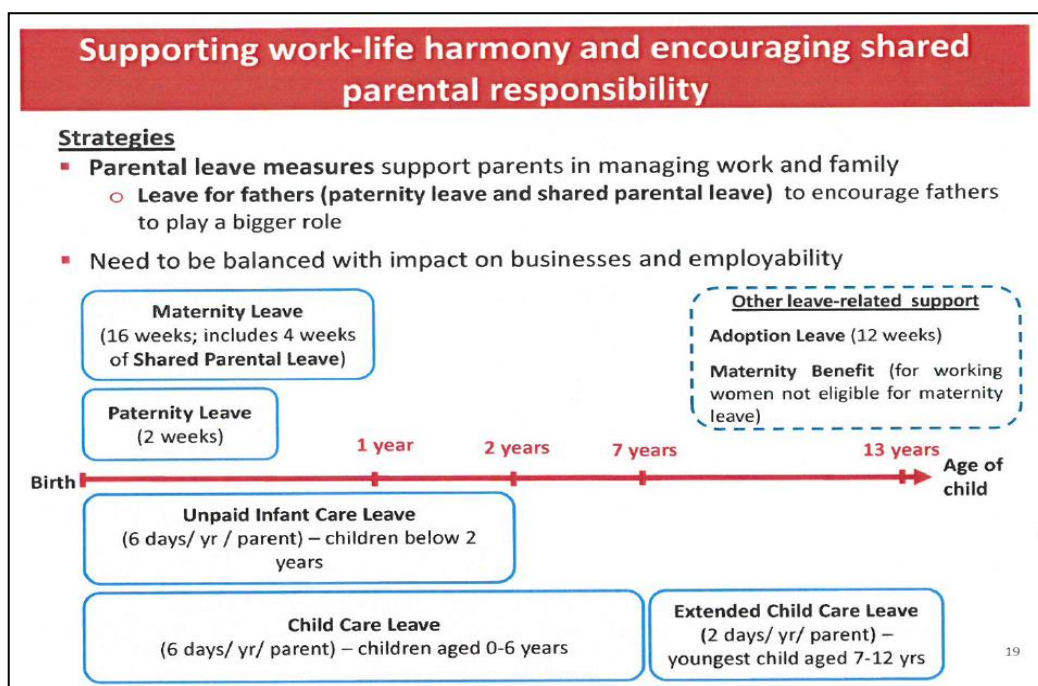 Supporting work-life harmony and encouraging shared
parental responsibility
Strategies
▪ Parental leave measures support parents in managing work and family
o Leave for fathers (paternity leave and shared parental leave) to encourage fathers
to play a bigger role
▪ Need to be balanced with impact on businesses and employability
Maternity Leave
(16 weeks; includes 4 weeks
of Shared Parental Leave)
Other leave-related support
Adoption Leave (12 weeks)
Maternity Benefit (for working
women not eligible for maternity
leave)
Paternity Leave
(2 weeks)
1 year
2 years
7 years
13 years
Birth
Age of
child
Unpaid Infant Care Leave
(6 days/ yr / parent) – children below 2
years
Child Care Leave
(6 days/ yr/ parent) – children aged 0-6 years
Extended Child Care Leave
(2 days/ yr/ parent) –
youngest child aged 7-12 yrs
19